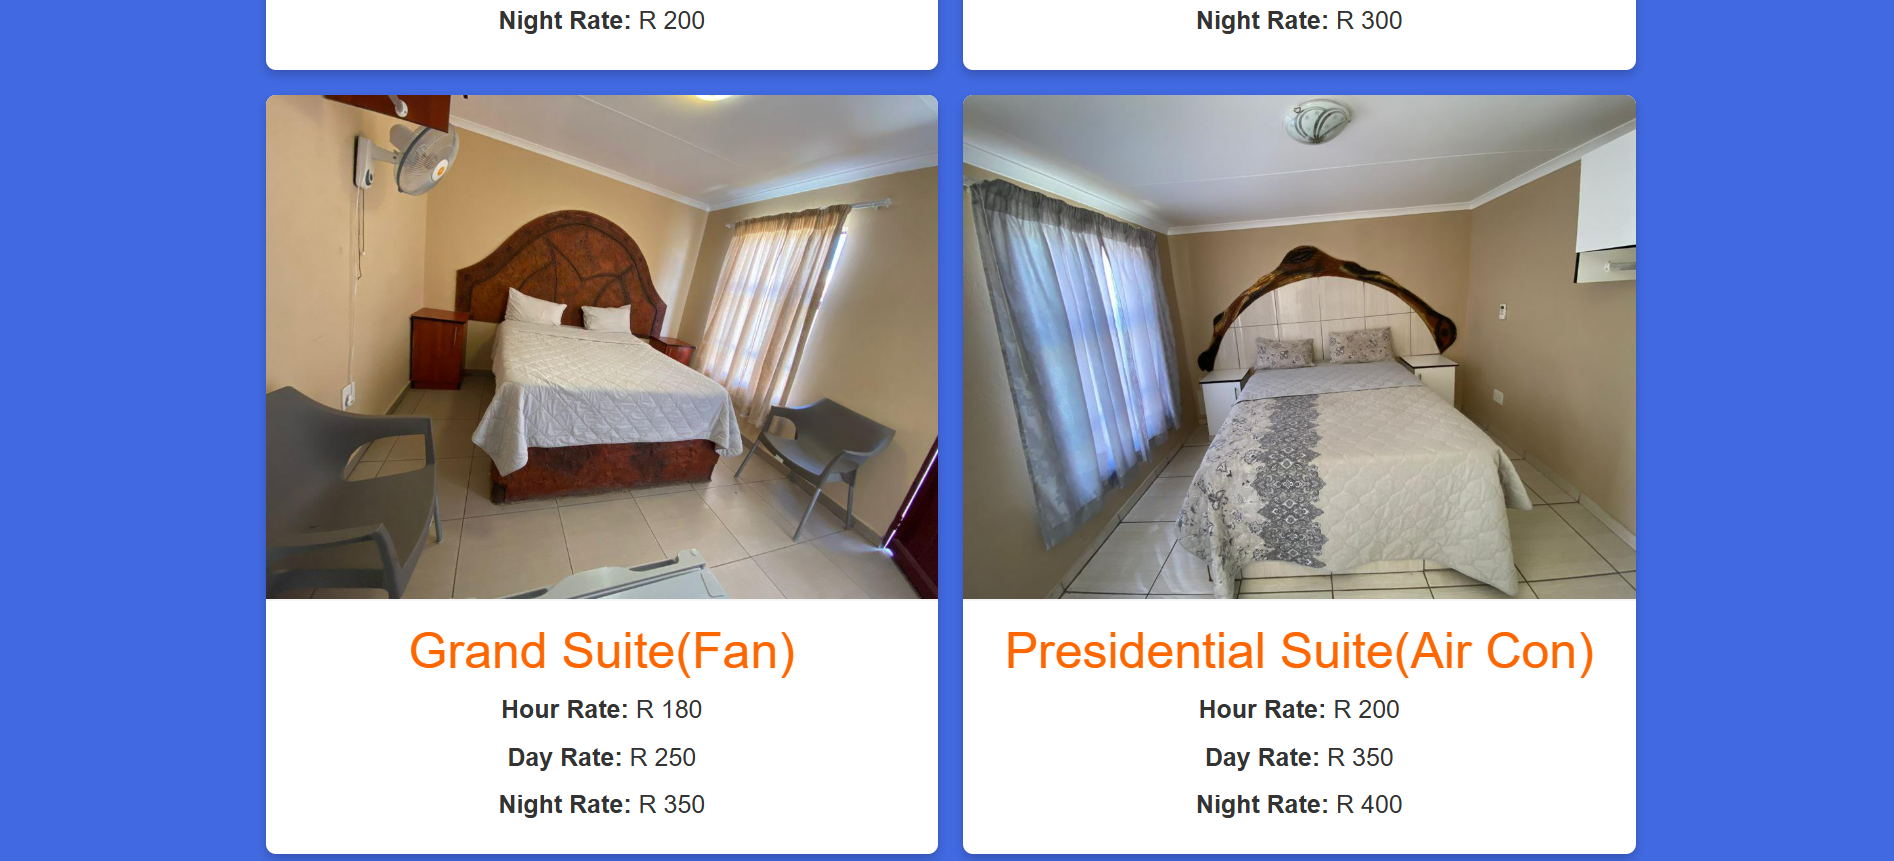 Night Rate: R 200
Night Rate: R 300
Grand Suite(Fan)
Hour Rate: R 180
Day Rate: R 250
Night Rate: R 350
Presidential Suite(Air Con)
Hour Rate: R 200
Day Rate: R 350
Night Rate: R 400